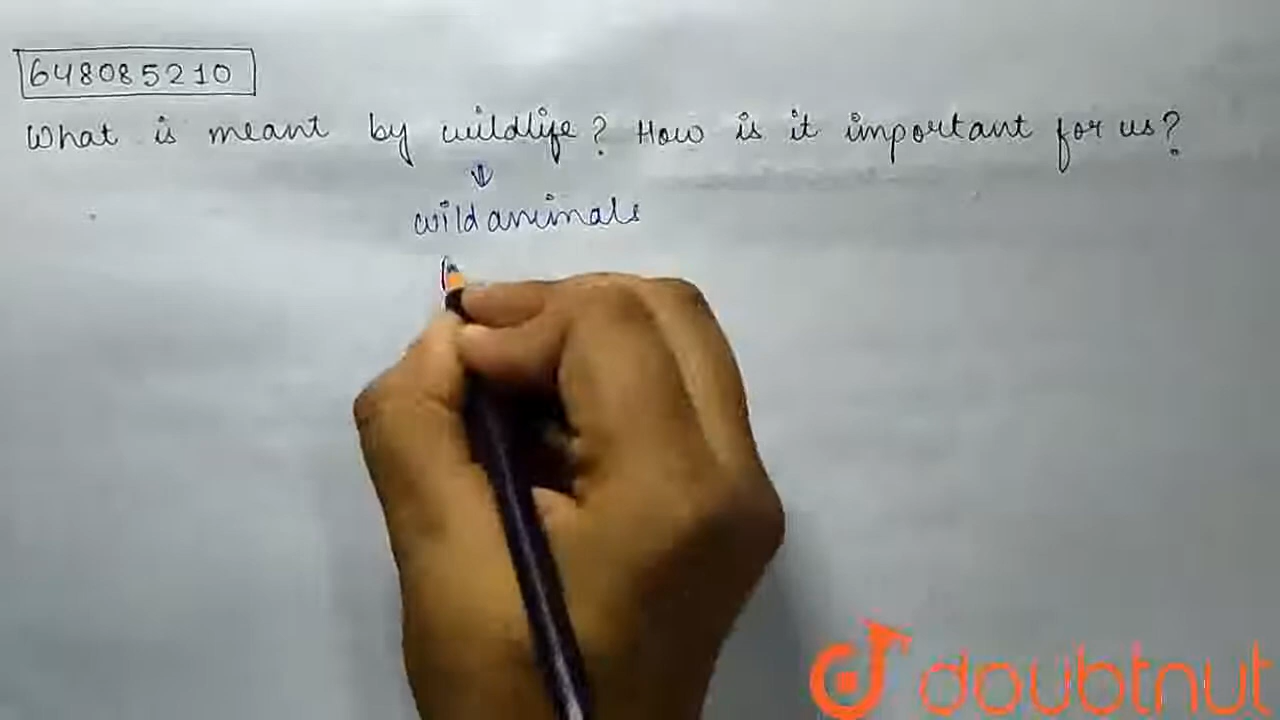 648085210
What is meant by wildlife? How is it important for us?
wild animals
doubtnut